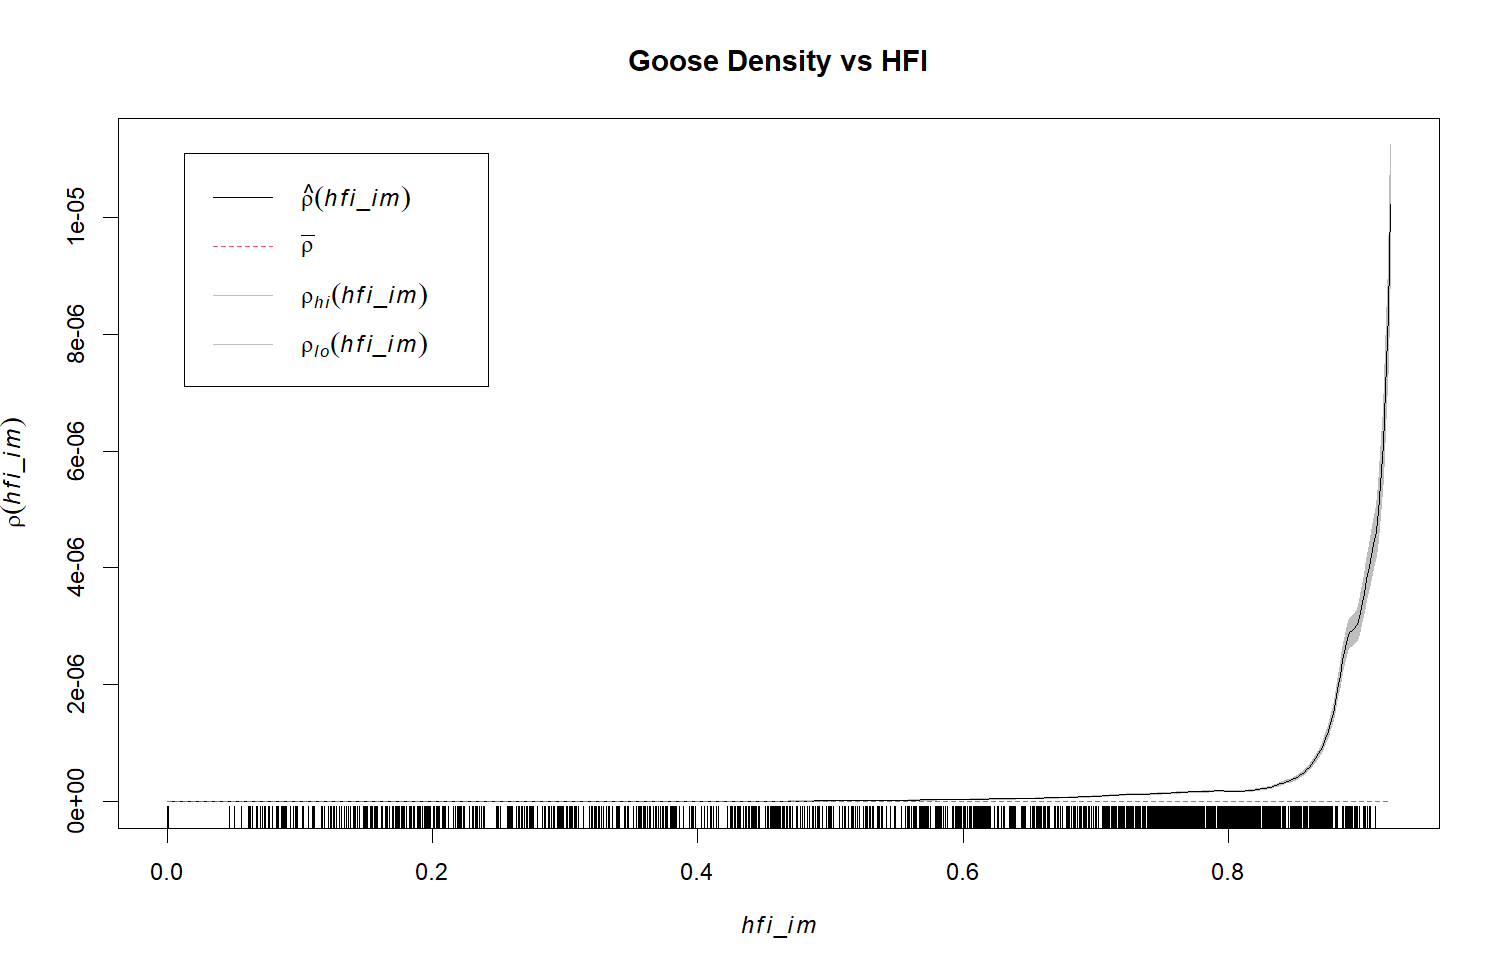 Goose Density vs HFI
ρ̂(hfi_im)
ρ̅
ρhi(hfi_im)
ρlo(hfi_im)
ρ(hfi_im)
1e-05
8e-06
6e-06
4e-06
2e-06
0e+00
0.0 0.2 0.4 0.6 0.8
hfi_im